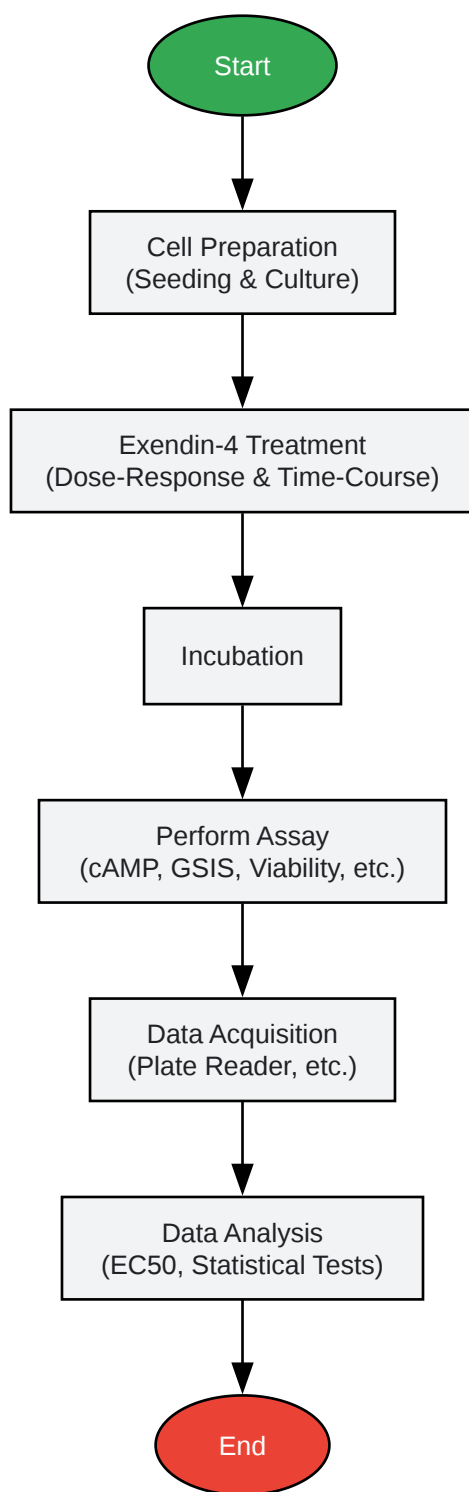 Start
Cell Preparation
(Seeding & Culture)
Exendin-4 Treatment
(Dose-Response & Time-Course)
Incubation
Perform Assay
(cAMP, GSIS, Viability, etc.)
Data Acquisition
(Plate Reader, etc.)
Data Analysis
(EC50, Statistical Tests)
End